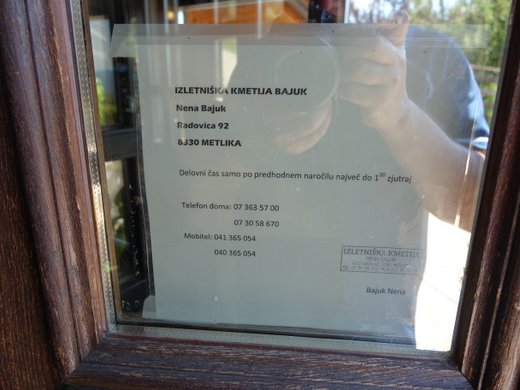 IZLETNIŠKA KMETIJA BAJUK
Nena Bajuk
Radovica 92
8330 METLIKA
Delovni čas samo po predhodnem naročilu največ do 1⁰⁰ zjutraj
Telefon doma: 07 363 57 00
07 30 58 670
Mobitel: 041 365 054
040 365 054
IZLETNIŠKA KMETIJA
NENA BAJUK
Bajuk Nena